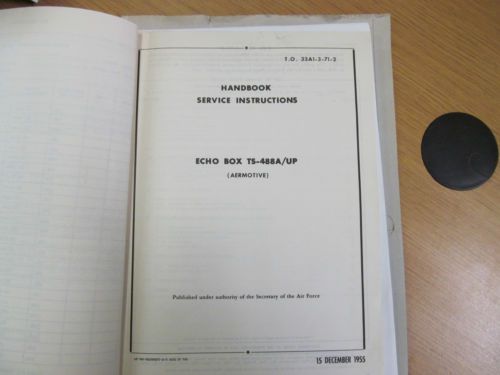 T.O. 33A1-3-71-2
HANDBOOK
SERVICE INSTRUCTIONS
ECHO BOX TS-488A/UP
(AERMOTIVE)
Published under authority of the Secretary of the Air Force
15 DECEMBER 1955